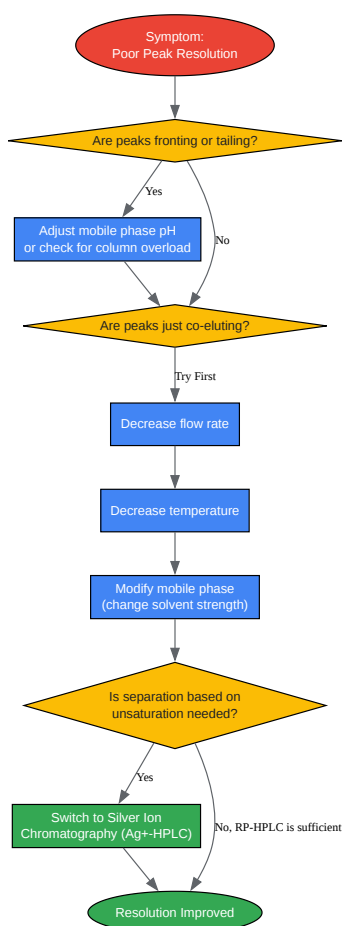 Symptom:
Poor Peak Resolution
Are peaks fronting or tailing?
Yes
Adjust mobile phase pH
or check for column overload
No
Are peaks just co-eluting?
Try First
Decrease flow rate
Decrease temperature
Modify mobile phase
(change solvent strength)
Is separation based on
unsaturation needed?
Yes
Switch to Silver Ion
Chromatography (Ag+-HPLC)
No, RP-HPLC is sufficient
Resolution Improved